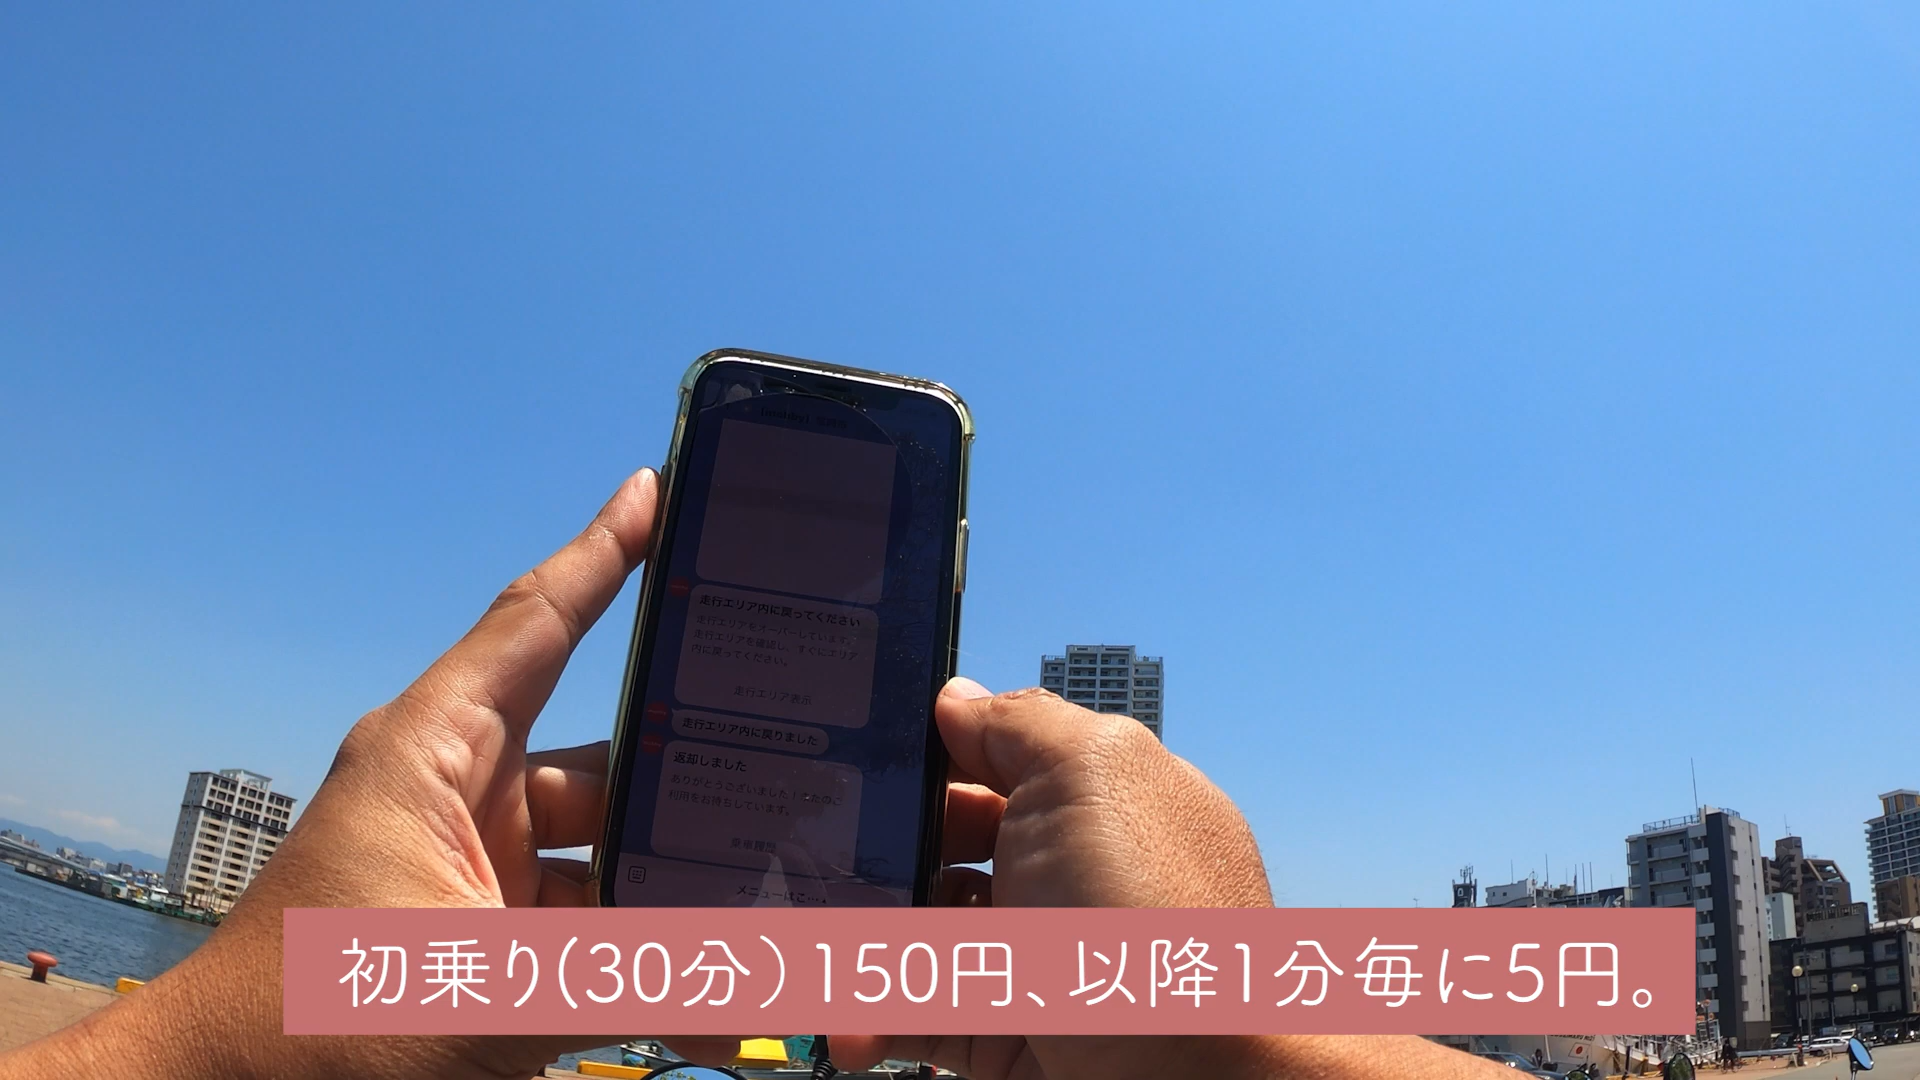 走行エリア内に戻ってください
走行エリアをオーバーしています。
走行エリアを確認し、すぐにエリア
内に戻ってください。
走行エリア表示
走行エリア内に戻りました
返却しました
ありがとうございました！またのご
利用をお待ちしています。
乗車履歴
メニューはこ…
初乗り(30分)150円、以降1分毎に5円。